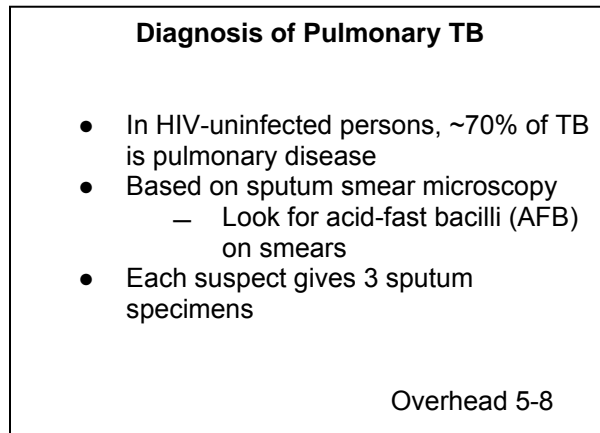 Diagnosis of Pulmonary TB
● In HIV-uninfected persons, ~70% of TB
is pulmonary disease
● Based on sputum smear microscopy
– Look for acid-fast bacilli (AFB)
on smears
● Each suspect gives 3 sputum
specimens
Overhead 5-8